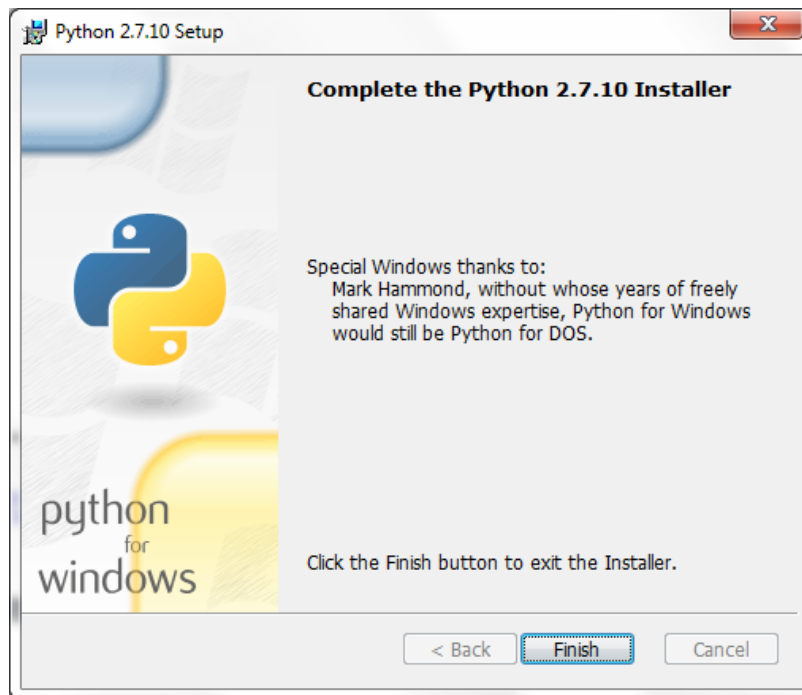 Python 2.7.10 Setup
Complete the Python 2.7.10 Installer
Special Windows thanks to:
Mark Hammond, without whose years of freely
shared Windows expertise, Python for Windows
would still be Python for DOS.
python
for
windows
Click the Finish button to exit the Installer.
< Back
Finish
Cancel